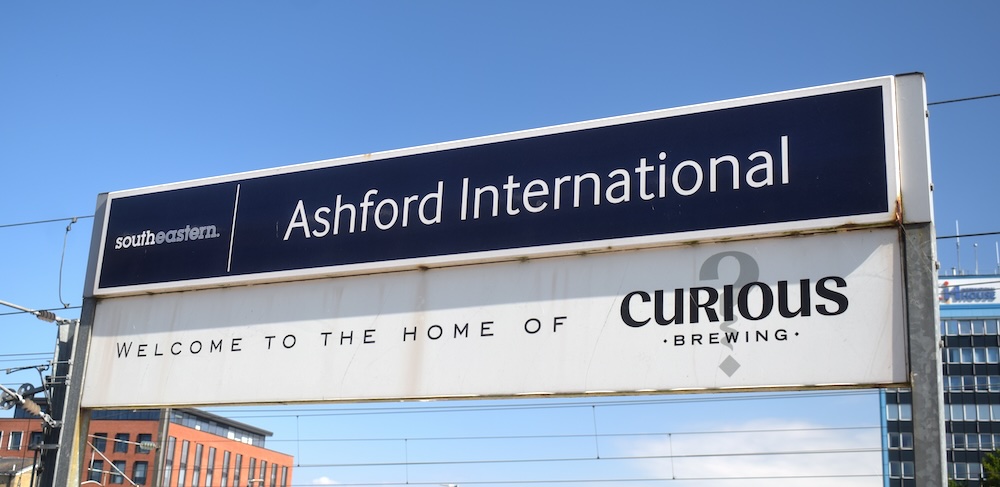 southeastern.
Ashford International
WELCOME TO THE HOME OF
CURIOUS
?
·BREWING·